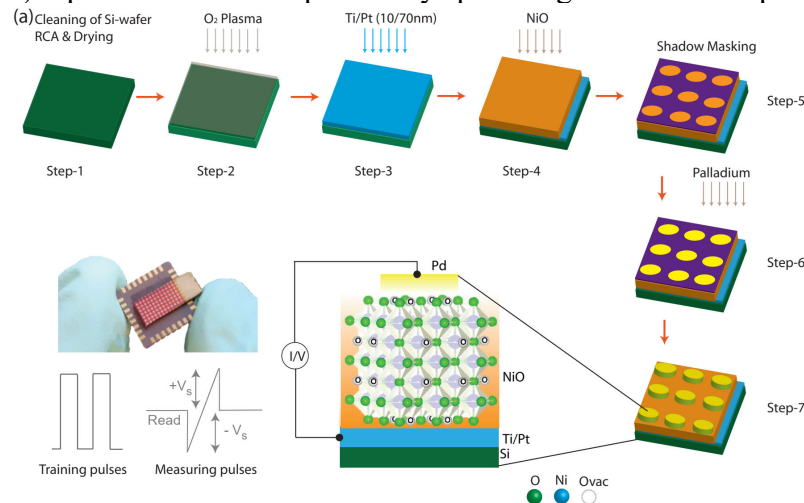 (a)
Cleaning of Si-wafer
RCA & Drying
O₂ Plasma
Ti/Pt (10/70nm)
NiO
Shadow Masking
Step-1
Step-2
Step-3
Step-4
Step-5
Palladium
Step-6
Step-7
Pd
I/V
NiO
Ti/Pt
Si
+Vs
Read
- Vs
Training pulses
Measuring pulses
O Ni Ovac